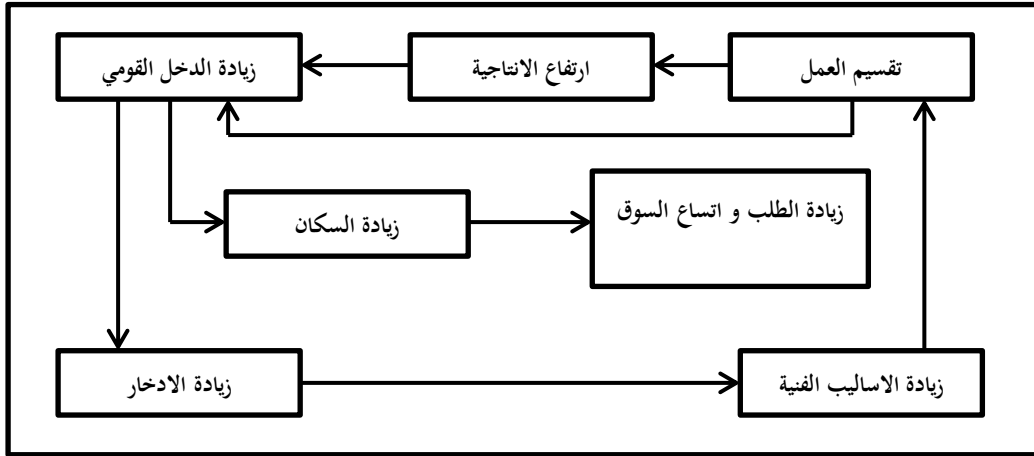 تقسيم العمل
ارتفاع الانتاجية
زيادة الدخل القومي
زيادة الطلب و اتساع السوق
زيادة السكان
زيادة الاساليب الفنية
زيادة الادخار